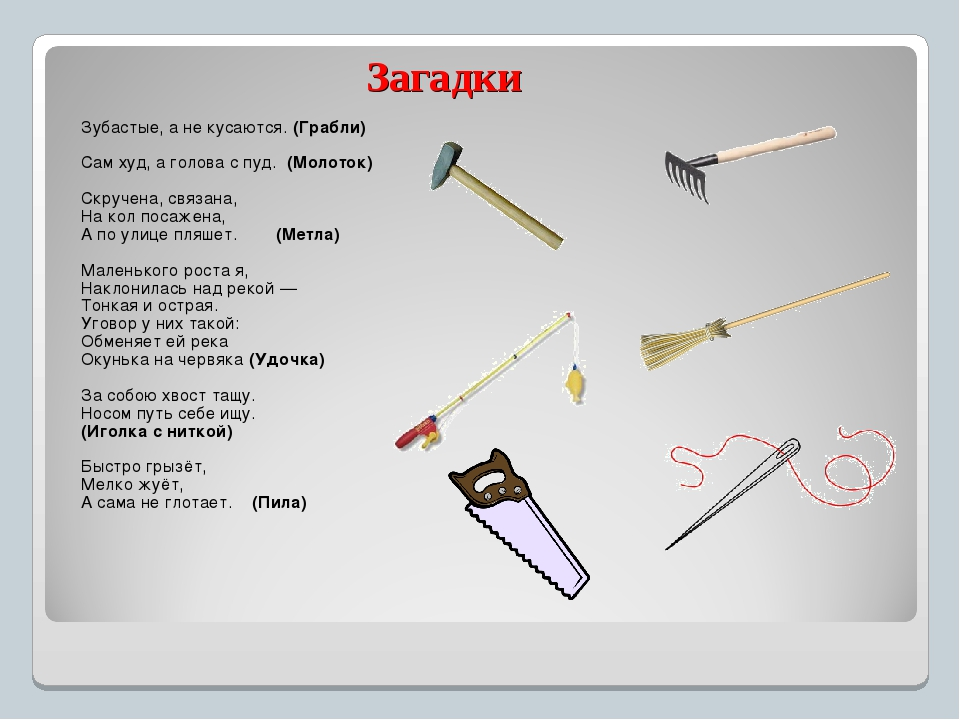 Загадки
Зубастые, а не кусаются. (Грабли)
Сам худ, а голова с пуд. (Молоток)
Скручена, связана,
На кол посажена,
А по улице пляшет. (Метла)
Маленького роста я,
Наклонилась над рекой —
Тонкая и острая.
Уговор у них такой:
Обменяет ей река
Окунька на червяка (Удочка)
За собою хвост тащу.
Носом путь себе ищу.
(Иголка с ниткой)
Быстро грызёт,
Мелко жуёт,
А сама не глотает. (Пила)